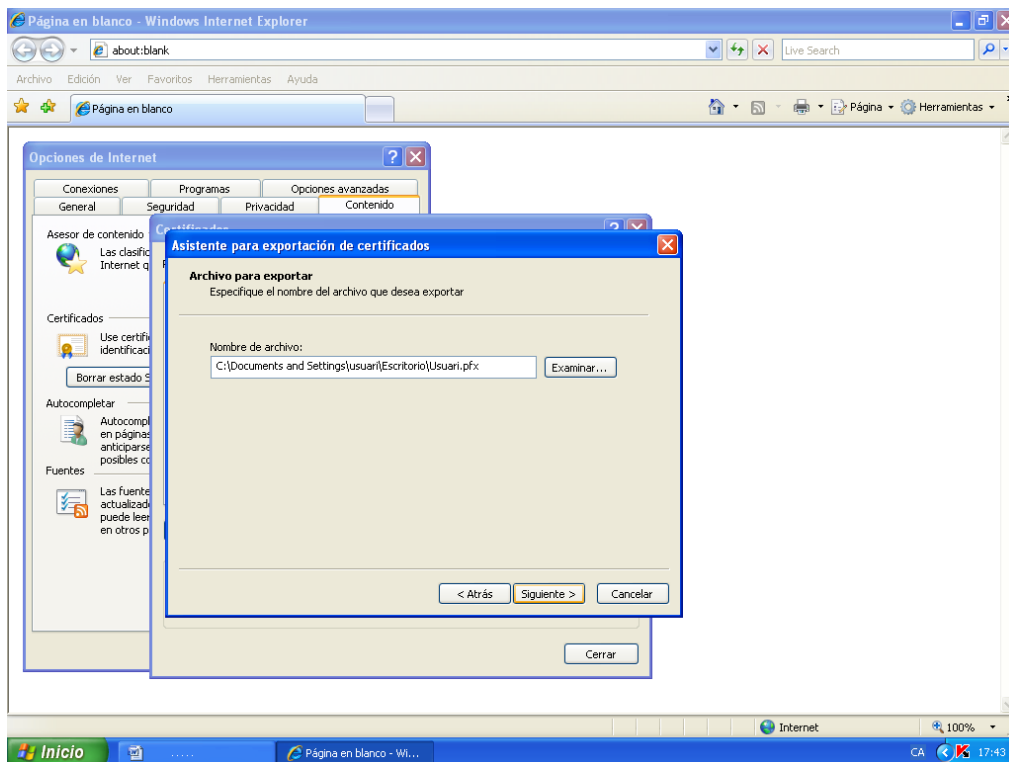 Página en blanco - Windows Internet Explorer
about:blank
Live Search
Archivo Edición Ver Favoritos Herramientas Ayuda
Página en blanco
Página
Herramientas
Opciones de Internet
Conexiones Programas Opciones avanzadas
General Seguridad Privacidad Contenido
Asesor de contenido
Las clasific
Internet q
Certificados
Use certifi
identificaci
Borrar estado S
Autocompletar
Autocompl
en páginas
anticiparse
posibles co
Fuentes
Las fuente
actualizad
puede leer
en otros p
Certificados
Asistente para exportación de certificados
Archivo para exportar
Especifique el nombre del archivo que desea exportar
Nombre de archivo:
C:\Documents and Settings\usuari\Escritorio\Usuari.pfx
Examinar...
< Atrás Siguiente > Cancelar
Cerrar
Internet 100%
Inicio ..... Página en blanco - Wi... CA 17:43